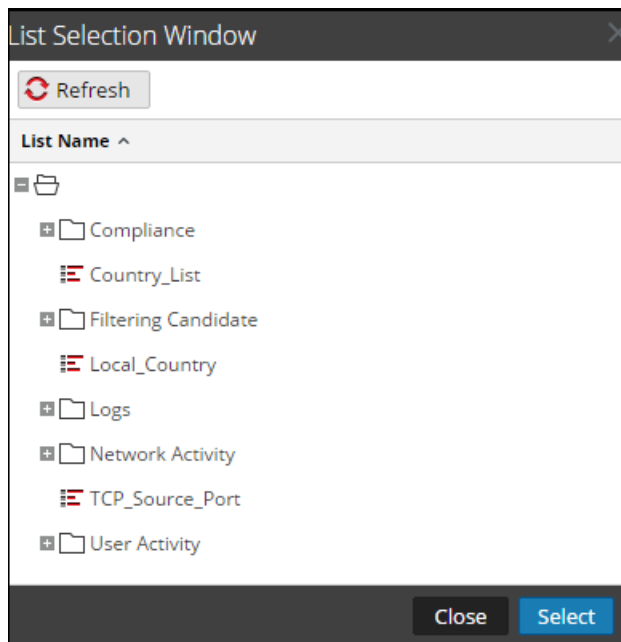 List Selection Window
Refresh
List Name
Compliance
Country_List
Filtering Candidate
Local_Country
Logs
Network Activity
TCP_Source_Port
User Activity
Close Select